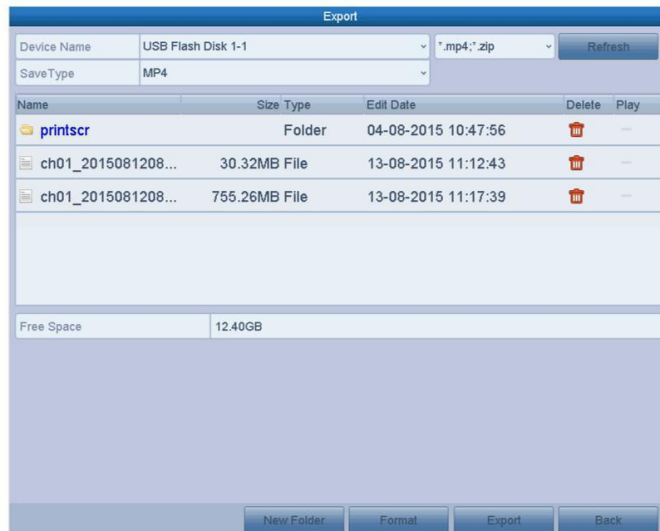 Export
Device Name USB Flash Disk 1-1 *.mp4;*.zip Refresh
SaveType MP4
Name Size Type Edit Date Delete Play
printscr Folder 04-08-2015 10:47:56
ch01_2015081208... 30.32MB File 13-08-2015 11:12:43
ch01_2015081208... 755.26MB File 13-08-2015 11:17:39
Free Space 12.40GB
New Folder Format Export Back